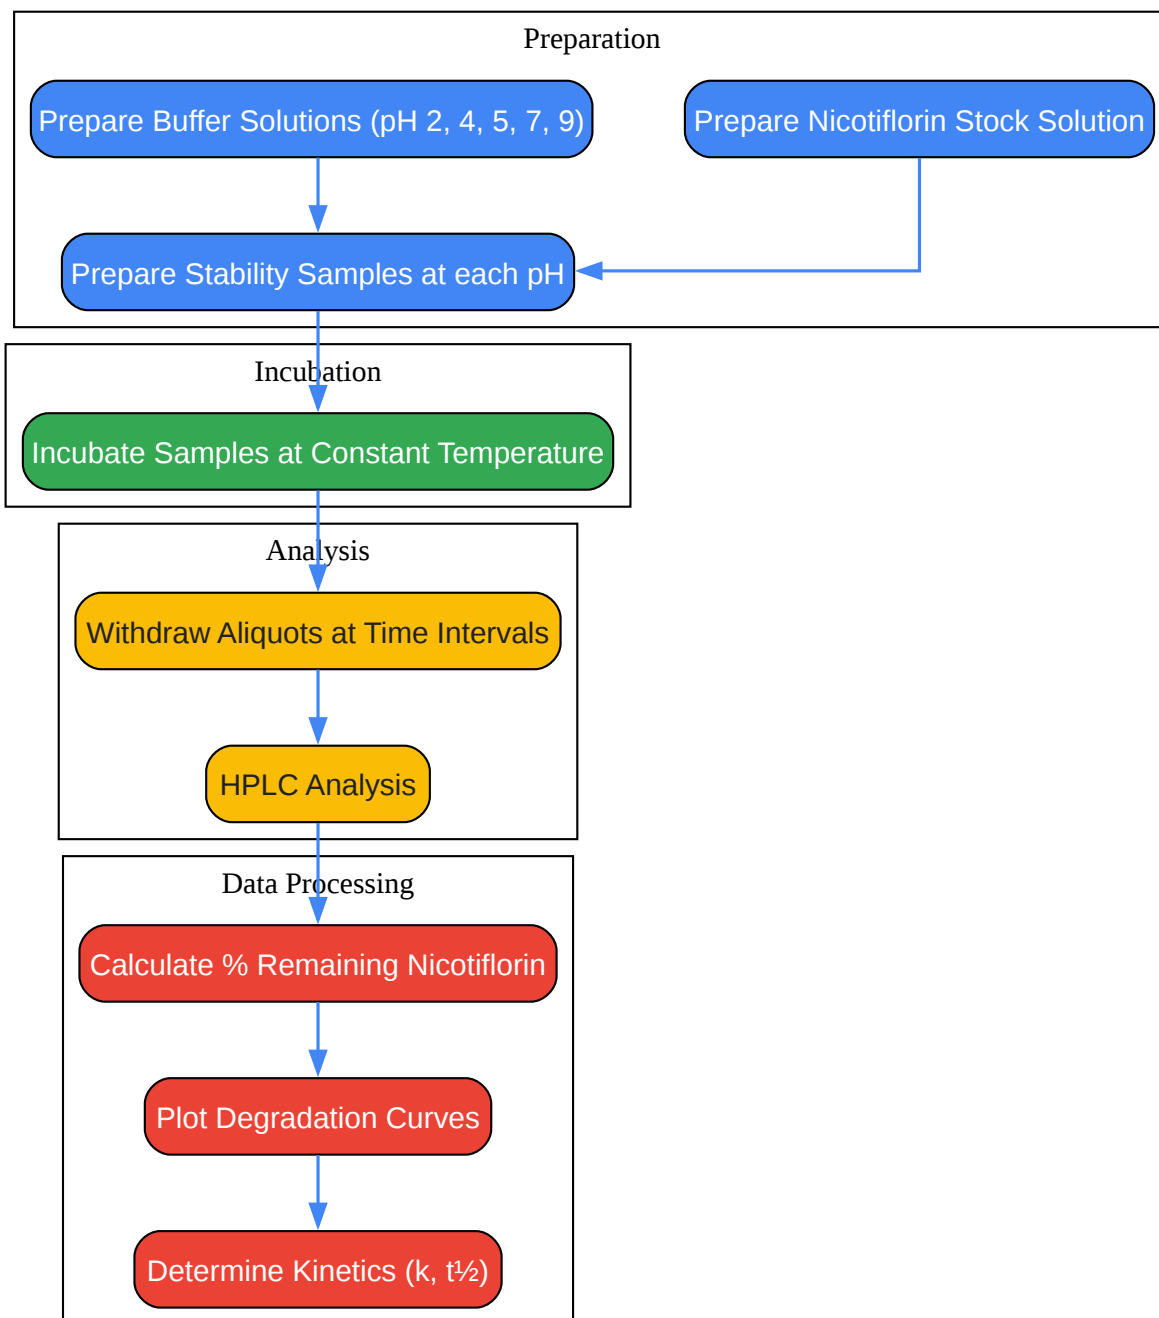 Preparation
Prepare Buffer Solutions (pH 2, 4, 5, 7, 9)
Prepare Nicotiflorin Stock Solution
Prepare Stability Samples at each pH
Incubation
Incubate Samples at Constant Temperature
Analysis
Withdraw Aliquots at Time Intervals
HPLC Analysis
Data Processing
Calculate % Remaining Nicotiflorin
Plot Degradation Curves
Determine Kinetics (k, t½)